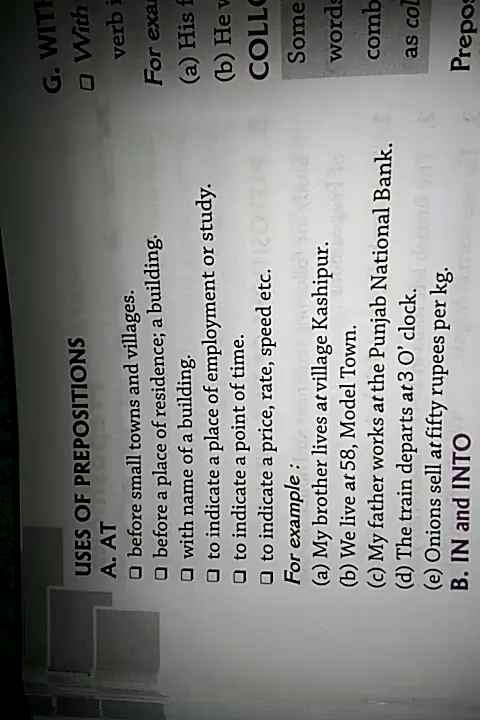 USES OF PREPOSITIONS
A. AT
❑ before small towns and villages.
❑ before a place of residence; a building.
❑ with name of a building.
❑ to indicate a place of employment or study.
❑ to indicate a point of time.
❑ to indicate a price, rate, speed etc.
For example :
(a) My brother lives at village Kashipur.
(b) We live at 58, Model Town.
(c) My father works at the Punjab National Bank.
(d) The train departs at 3 O' clock.
(e) Onions sell at fifty rupees per kg.
B. IN and INTO
G. WITH
❑ With
verb i
For exa
(a) His f
(b) He
COLLO
Some
words
comb
as col
Prepos